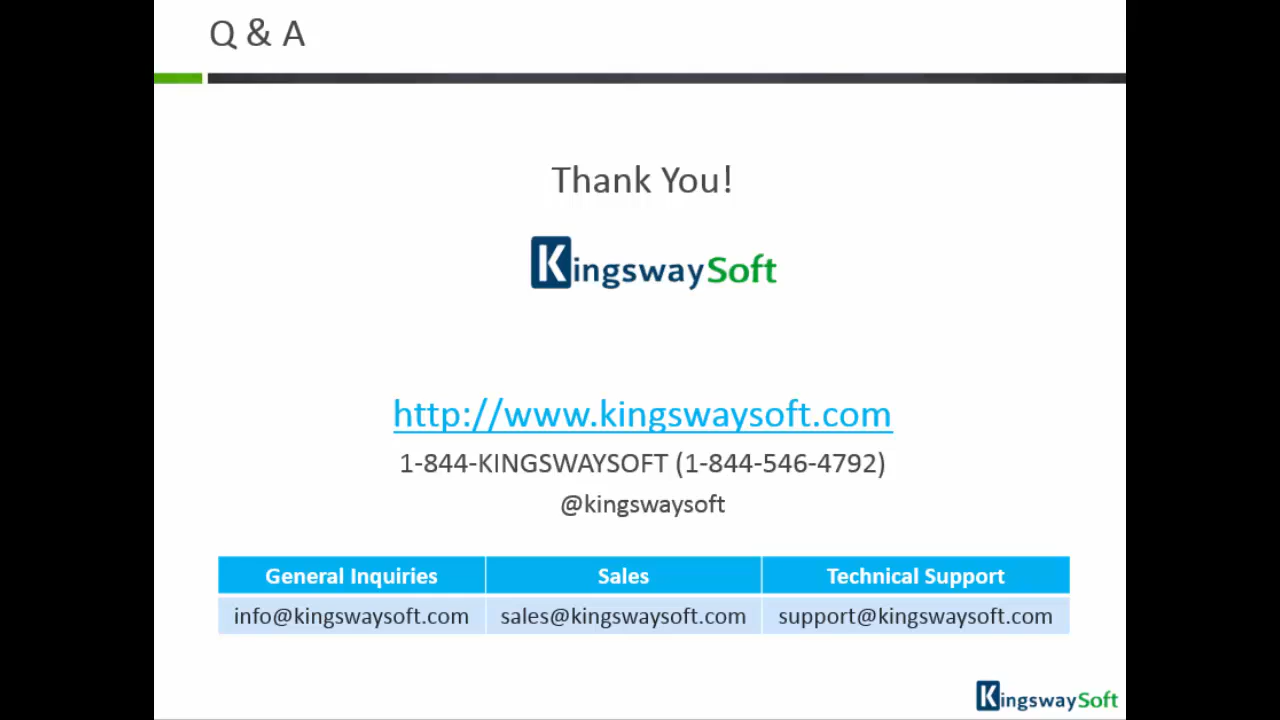 Q & A
Thank You!
KingswaySoft
http://www.kingswaysoft.com
1-844-KINGSWAYSOFT (1-844-546-4792)
@kingswaysoft
General Inquiries Sales Technical Support
info@kingswaysoft.com sales@kingswaysoft.com support@kingswaysoft.com
KingswaySoft